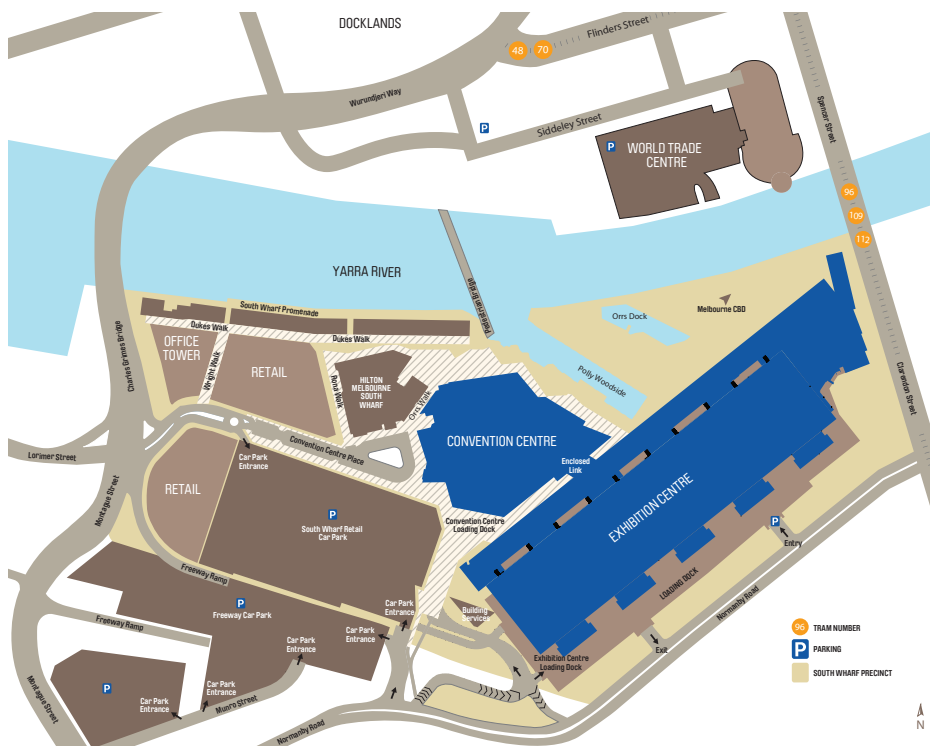 DOCKLANDS
Flinders Street
48
70
Wurundjeri Way
Spencer Street
P
Siddeley Street
P
WORLD TRADE
CENTRE
96
109
112
YARRA RIVER
Pedestrian Bridge
South Wharf Promenade
Melbourne CBD
Orrs Dock
Dukes Walk
Dukes Walk
Charles Grimes Bridge
OFFICE
TOWER
Wright Walk
RETAIL
Rona Walk
HILTON
MELBOURNE
SOUTH
WHARF
Orrs Walk
Polly Woodside
Clarendon Street
Convention Centre Place
CONVENTION CENTRE
Lorimer Street
Car Park
Entrance
Enclosed
Link
EXHIBITION CENTRE
Montague Street
RETAIL
P
South Wharf Retail
Car Park
Convention Centre
Loading Dock
P
Entry
Freeway Ramp
LOADING DOCK
Normanby Road
P
Freeway Car Park
Car Park
Entrance
Building
Services
Freeway Ramp
Car Park
Entrance
Car Park
Entrance
Exit
Exhibition Centre
Loading Dock
Montague Street
P
Car Park
Entrance
Car Park
Entrance
Munro Street
Normanby Road
96 TRAM NUMBER
P PARKING
SOUTH WHARF PRECINCT
N